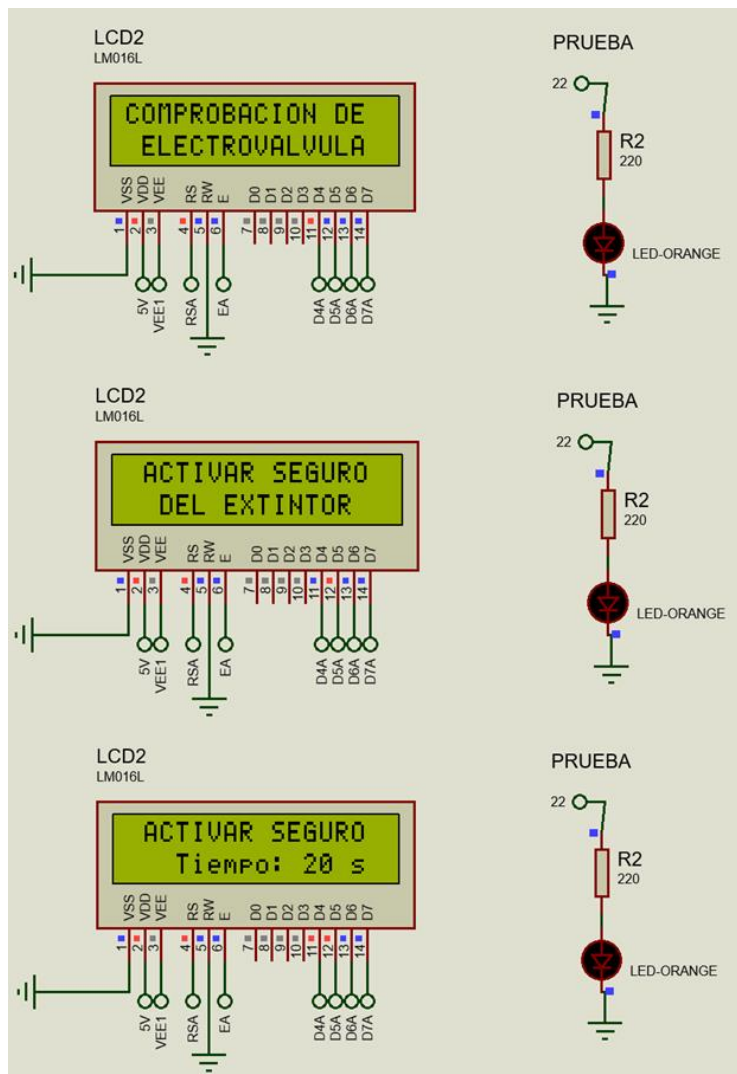 LCD2
LM016L
COMPROBACION DE
ELECTROVALVULA
VSS VDD VEE RS RW E D0 D1 D2 D3 D4 D5 D6 D7
1 2 3 4 5 6 7 8 9 10 11 12 13 14
5V VEE1 RSA EA D4A D5A D6A D7A
PRUEBA
22
R2
220
LED-ORANGE
LCD2
LM016L
ACTIVAR SEGURO
DEL EXTINTOR
VSS VDD VEE RS RW E D0 D1 D2 D3 D4 D5 D6 D7
1 2 3 4 5 6 7 8 9 10 11 12 13 14
5V VEE1 RSA EA D4A D5A D6A D7A
PRUEBA
22
R2
220
LED-ORANGE
LCD2
LM016L
ACTIVAR SEGURO
Tiempo: 20 s
VSS VDD VEE RS RW E D0 D1 D2 D3 D4 D5 D6 D7
1 2 3 4 5 6 7 8 9 10 11 12 13 14
5V VEE1 RSA EA D4A D5A D6A D7A
PRUEBA
22
R2
220
LED-ORANGE